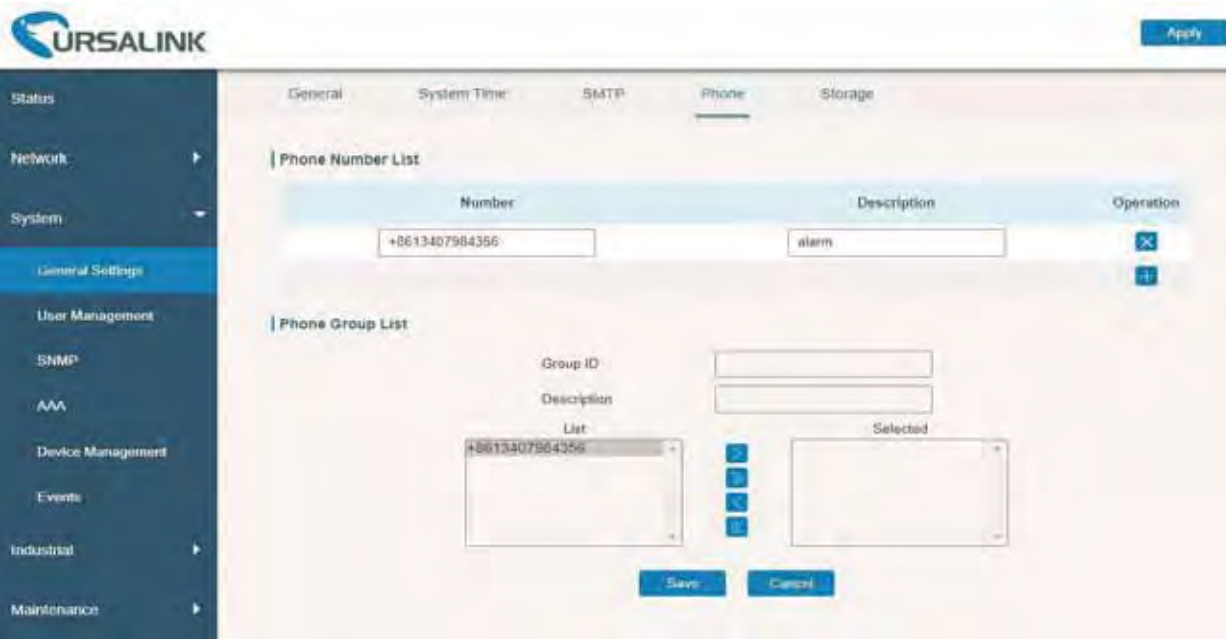 URSALINK
Apply
Status
Network
System
General Settings
User Management
SNMP
AAA
Device Management
Events
Industrial
Maintenance
General System Time SMTP Phone Storage
Phone Number List
Number Description Operation
+8613407984356 alarm
Phone Group List
Group ID
Description
List Selected
+8613407984356
Save Cancel